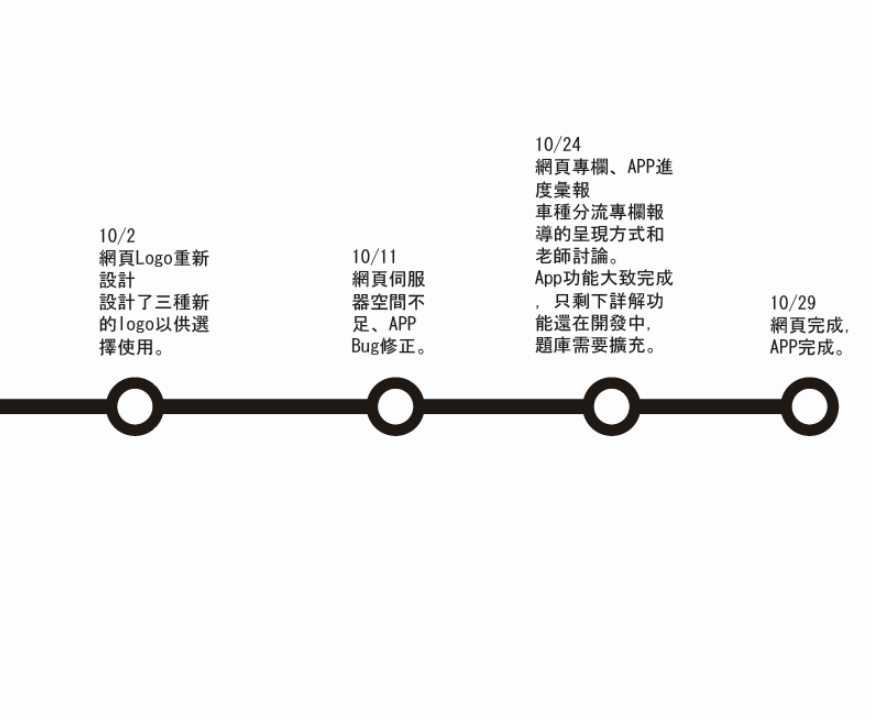 10/2
網頁Logo重新
設計
設計了三種新
的logo以供選
擇使用。
10/11
網頁伺服
器空間不
足、APP
Bug修正。
10/24
網頁專欄、APP進
度彙報
車種分流專欄報
導的呈現方式和
老師討論。
App功能大致完成
，只剩下詳解功
能還在開發中,
題庫需要擴充。
10/29
網頁完成,
APP完成。